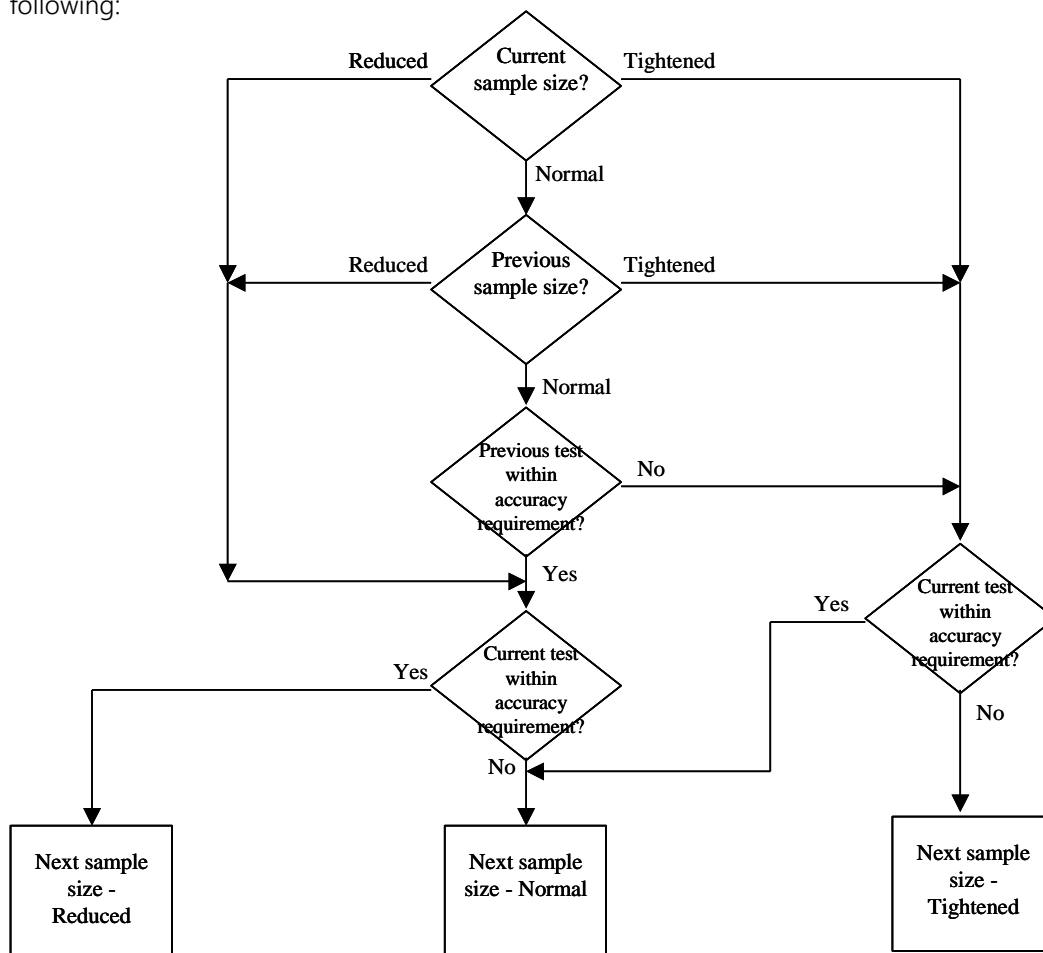 following:
Reduced
Current
sample size?
Tightened
Normal
Reduced
Previous
sample size?
Tightened
Normal
Previous test
within
accuracy
requirement?
No
Yes
Current test
within
accuracy
requirement?
Yes
Yes
Current test
within
accuracy
requirement?
No
No
Next sample
size -
Reduced
Next sample
size - Normal
Next sample
size -
Tightened